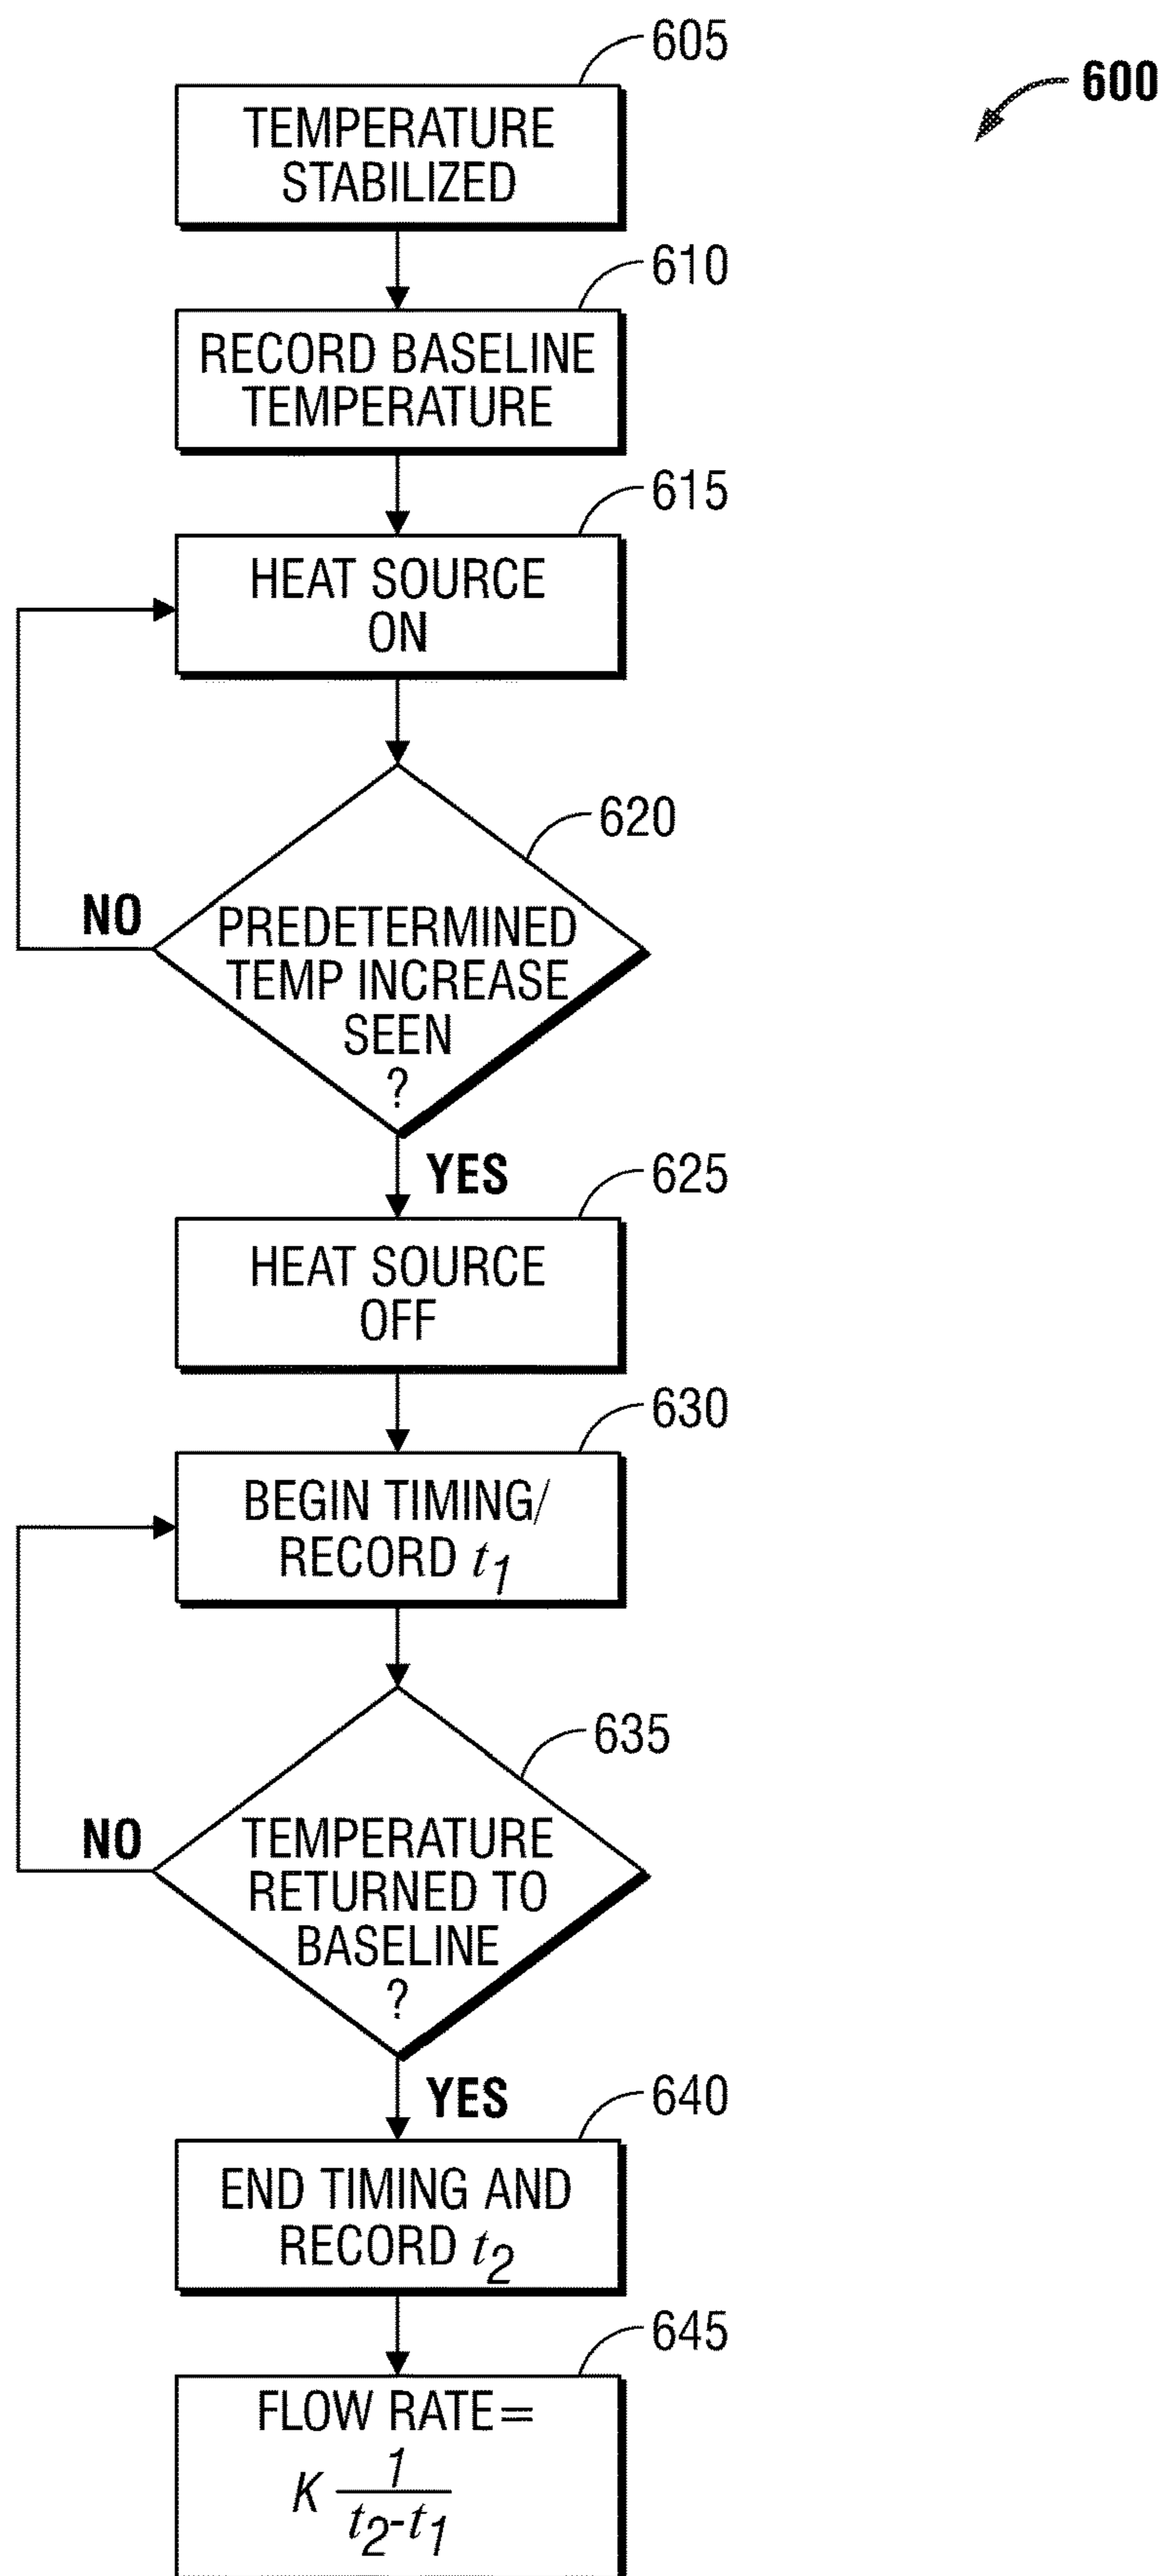 605
600
TEMPERATURE
STABILIZED
610
RECORD BASELINE
TEMPERATURE
615
HEAT SOURCE
ON
620
NO
PREDETERMINED
TEMP INCREASE
SEEN
?
YES
625
HEAT SOURCE
OFF
630
BEGIN TIMING/
RECORD t1
635
NO
TEMPERATURE
RETURNED TO
BASELINE
?
YES
640
END TIMING AND
RECORD t2
645
FLOW RATE=
K 1
t2-t1